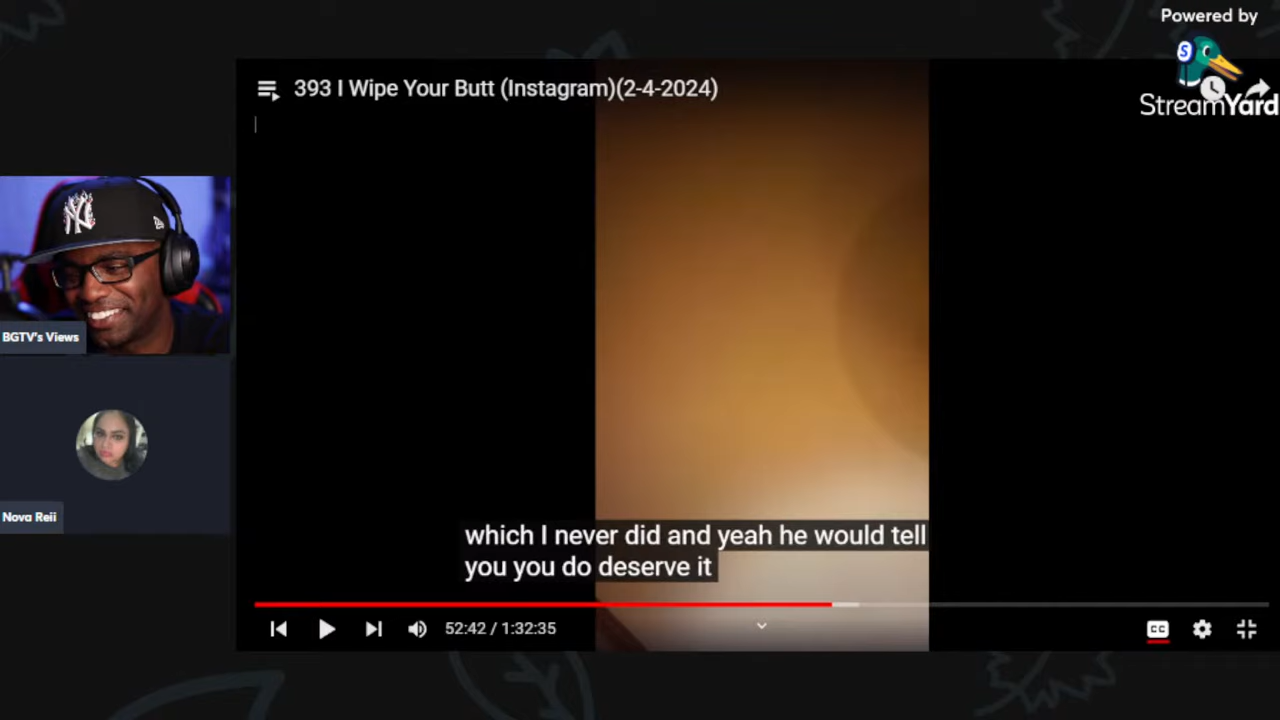 Powered by
StreamYard
393 I Wipe Your Butt (Instagram)(2-4-2024)
BGTV's Views
Nova Reii
which I never did and yeah he would tell
you you do deserve it
52:42 / 1:32:35
CC